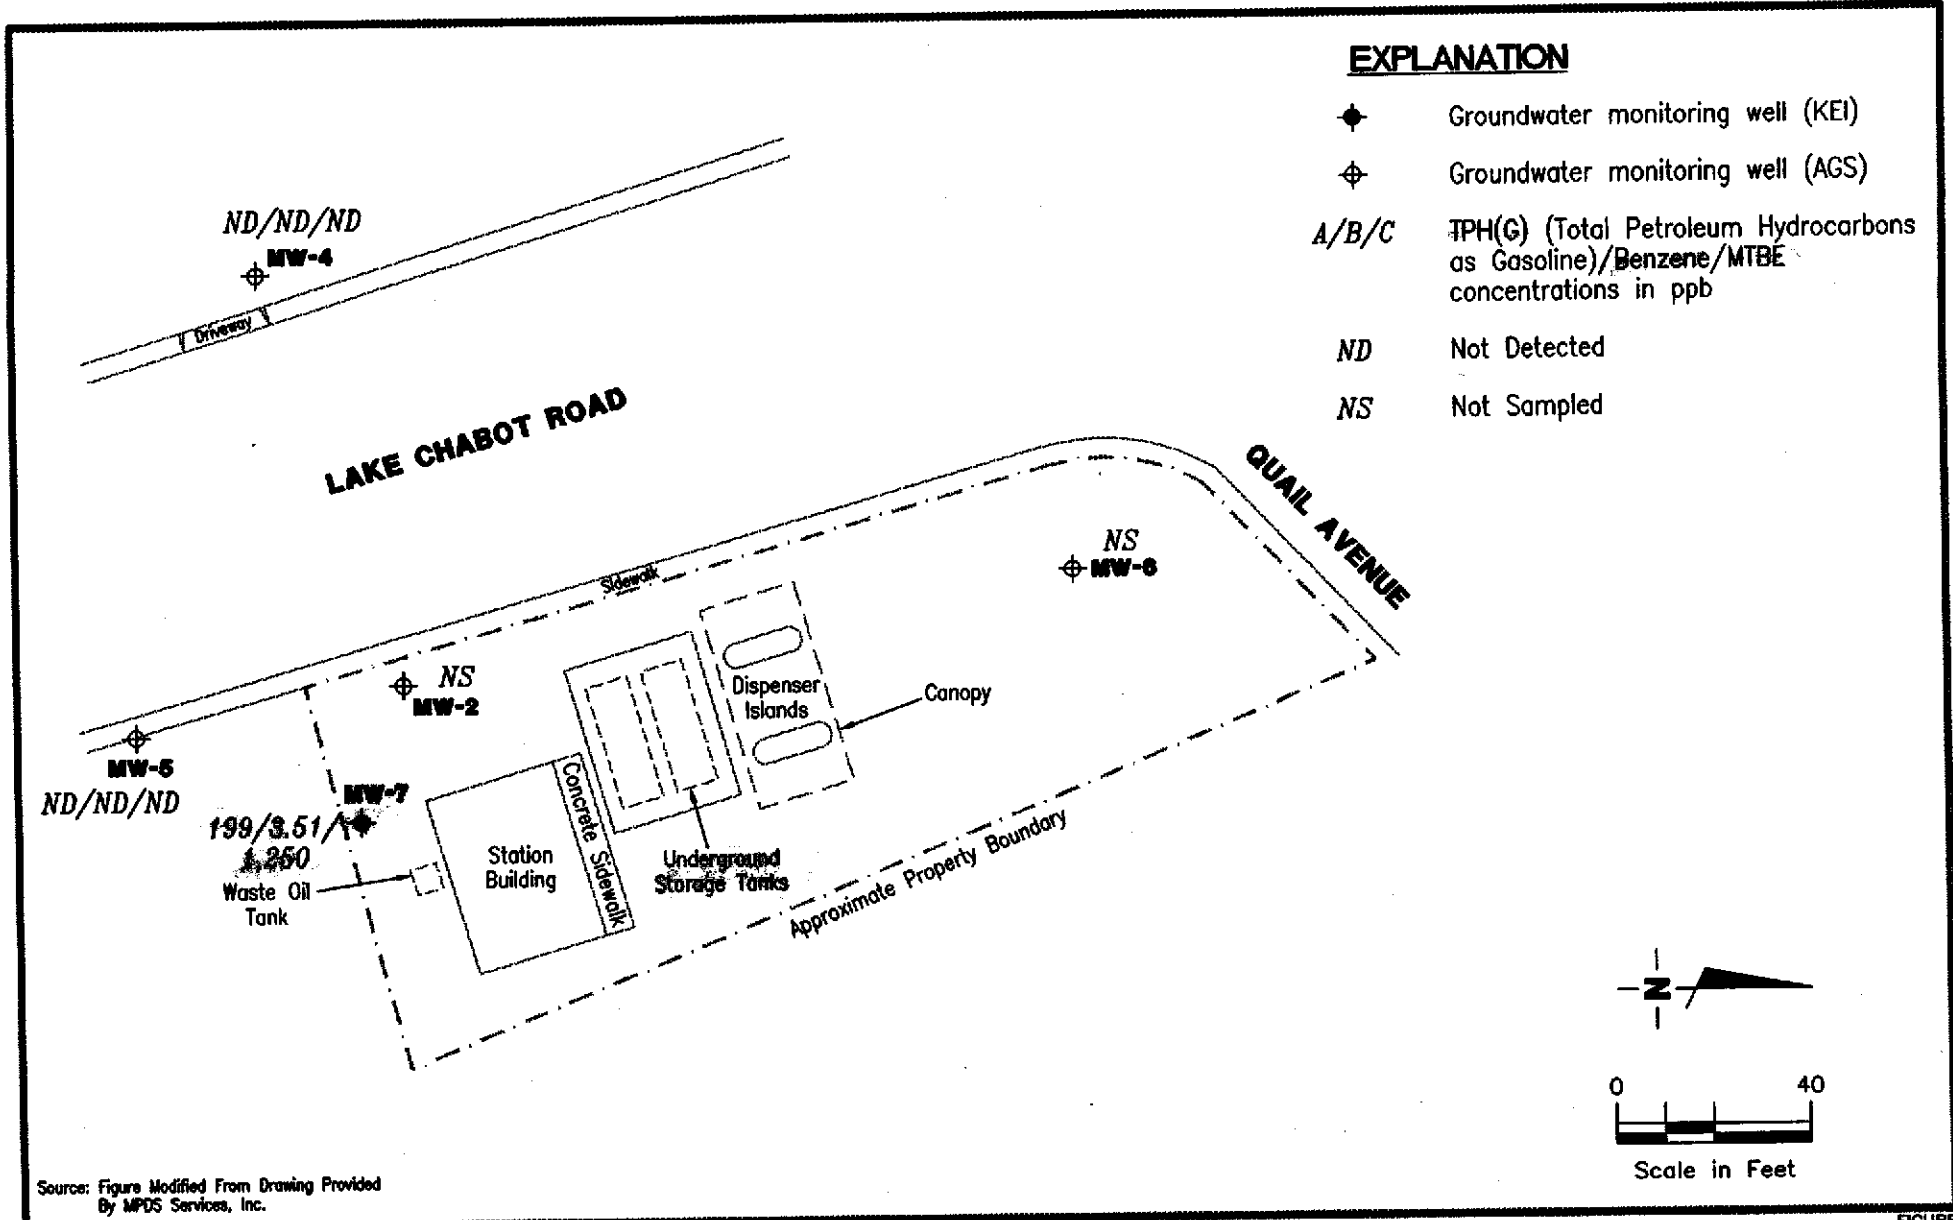 EXPLANATION
Groundwater monitoring well (KEI)
Groundwater monitoring well (AGS)
A/B/C TPH(G) (Total Petroleum Hydrocarbons
as Gasoline)/Benzene/MTBE
concentrations in ppb
ND Not Detected
NS Not Sampled
ND/ND/ND
MW-4
Driveway
LAKE CHABOT ROAD
QUAIL AVENUE
NS
MW-6
Sidewalk
NS
MW-2
Dispenser
Islands
Canopy
MW-5
ND/ND/ND
MW-7
199/3.51/
1,250
Waste Oil
Tank
Station
Building
Concrete Sidewalk
Underground
Storage Tanks
Approximate Property Boundary
N
0 40
Scale in Feet
Source: Figure Modified From Drawing Provided
By MPDS Services, Inc.
FIGURE